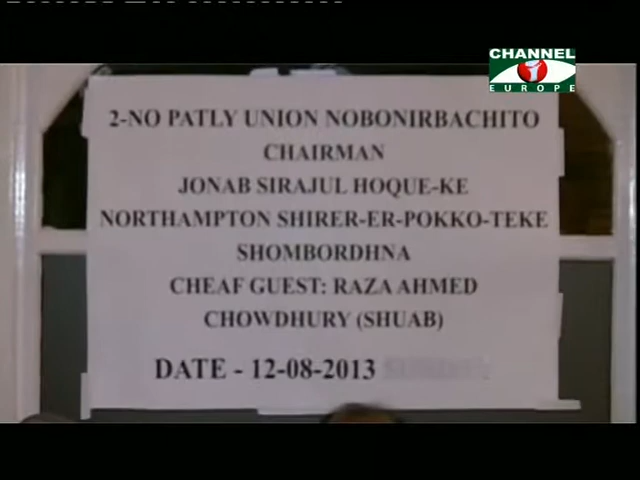 CHANNEL
i
EUROPE
2-NO PATLY UNION NOBONIRBACHITO
CHAIRMAN
JONAB SIRAJUL HOQUE-KE
NORTHAMPTON SHIRER-ER-POKKO-TEKE
SHOMBORDHNA
CHEAF GUEST: RAZA AHMED
CHOWDHURY (SHUAB)
DATE - 12-08-2013